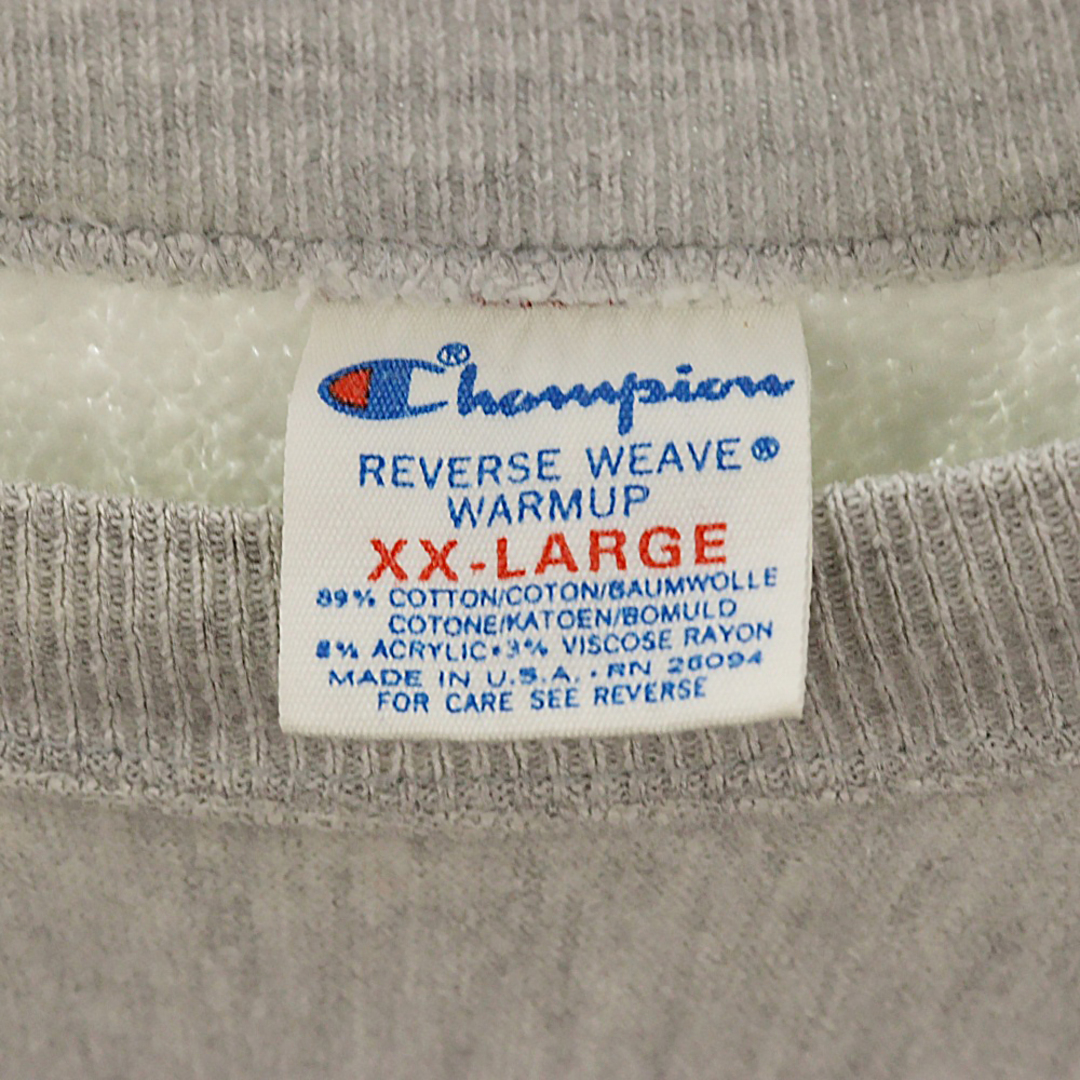 Champion®
REVERSE WEAVE®
WARMUP
XX-LARGE
89% COTTON/COTON/BAUMWOLLE
COTONE/KATOEN/BOMULD
8% ACRYLIC•3% VISCOSE RAYON
MADE IN U.S.A. • RN 26094
FOR CARE SEE REVERSE